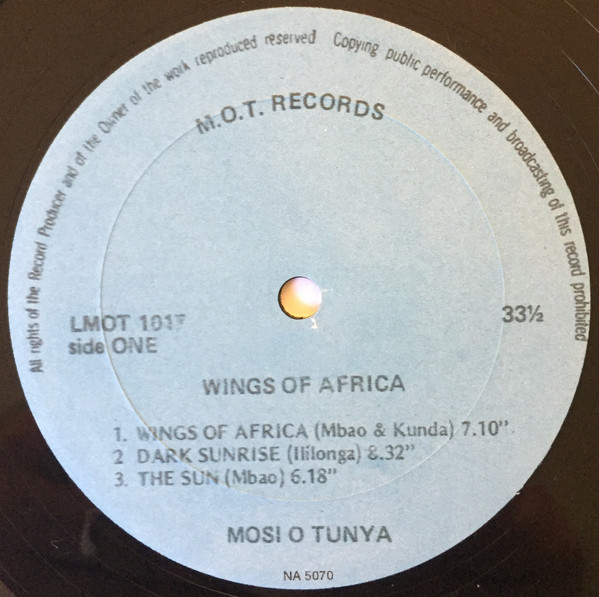 All rights of the Record Producer and of the Owner of the work reproduced reserved Copying public performance and broadcasting of this record prohibited
M.O.T. RECORDS
LMOT 1017
33½
side ONE
WINGS OF AFRICA
1. WINGS OF AFRICA (Mbao & Kunda) 7.10"
2 DARK SUNRISE (Ililonga) 8.32"
3. THE SUN (Mbao) 6.18"
MOSI O TUNYA
NA 5070